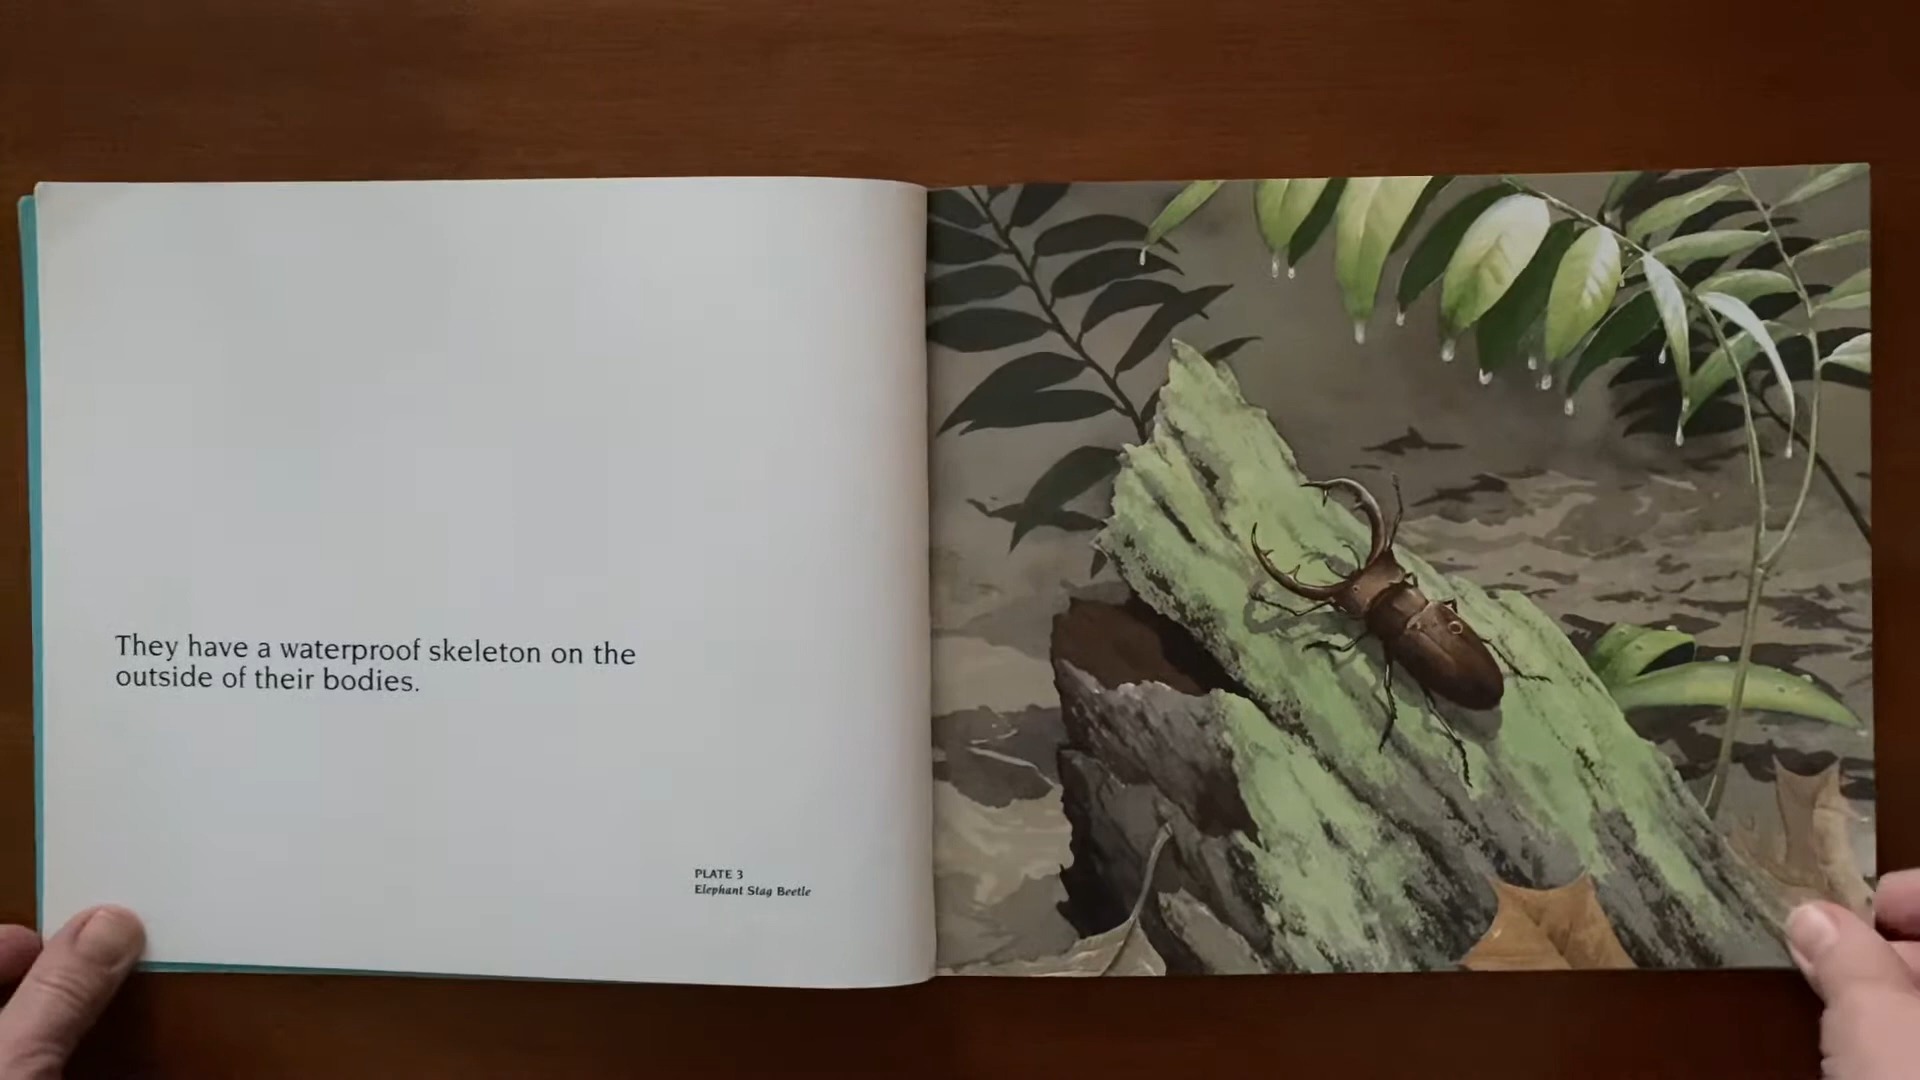 They have a waterproof skeleton on the
outside of their bodies.
PLATE 3
Elephant Stag Beetle